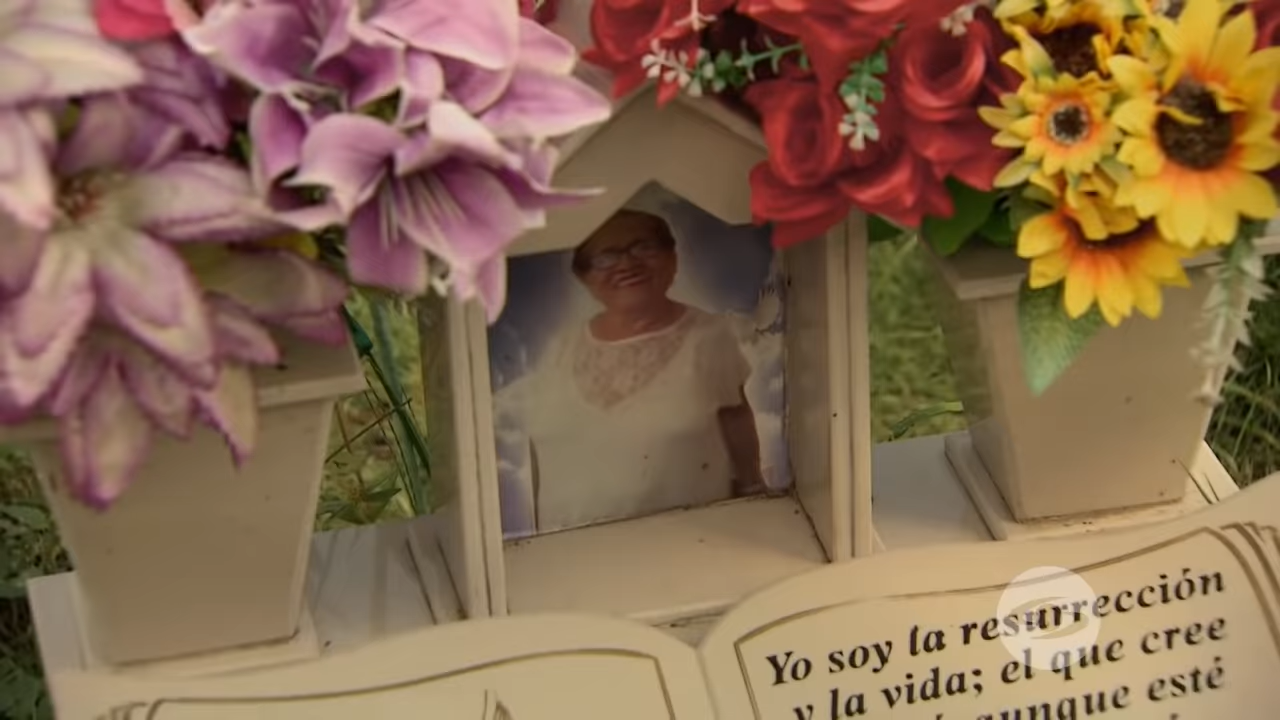 Yo soy la resurrección
y la vida; el que cree
aunque esté